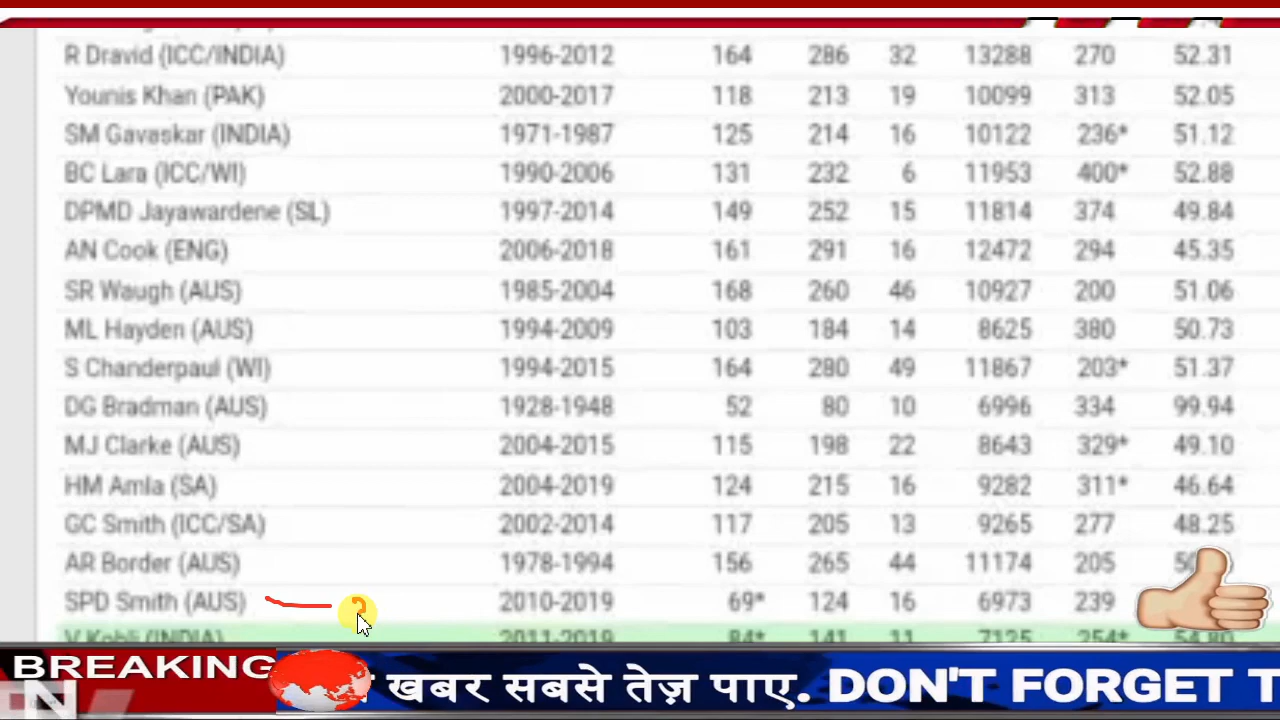 R Dravid (ICC/INDIA) 1996-2012 164 286 32 13288 270 52.31
Younis Khan (PAK) 2000-2017 118 213 19 10099 313 52.05
SM Gavaskar (INDIA) 1971-1987 125 214 16 10122 236* 51.12
BC Lara (ICC/WI) 1990-2006 131 232 6 11953 400* 52.88
DPMD Jayawardene (SL) 1997-2014 149 252 15 11814 374 49.84
AN Cook (ENG) 2006-2018 161 291 16 12472 294 45.35
SR Waugh (AUS) 1985-2004 168 260 46 10927 200 51.06
ML Hayden (AUS) 1994-2009 103 184 14 8625 380 50.73
S Chanderpaul (WI) 1994-2015 164 280 49 11867 203* 51.37
DG Bradman (AUS) 1928-1948 52 80 10 6996 334 99.94
MJ Clarke (AUS) 2004-2015 115 198 22 8643 329* 49.10
HM Amla (SA) 2004-2019 124 215 16 9282 311* 46.64
GC Smith (ICC/SA) 2002-2014 117 205 13 9265 277 48.25
AR Border (AUS) 1978-1994 156 265 44 11174 205
SPD Smith (AUS) 2010-2019 69* 124 16 6973 239
V Kohli (INDIA) 2011-2019 84* 141 11 7125 254* 54.80
BREAKING खबर सबसे तेज़ पाए. DON'T FORGET T
N